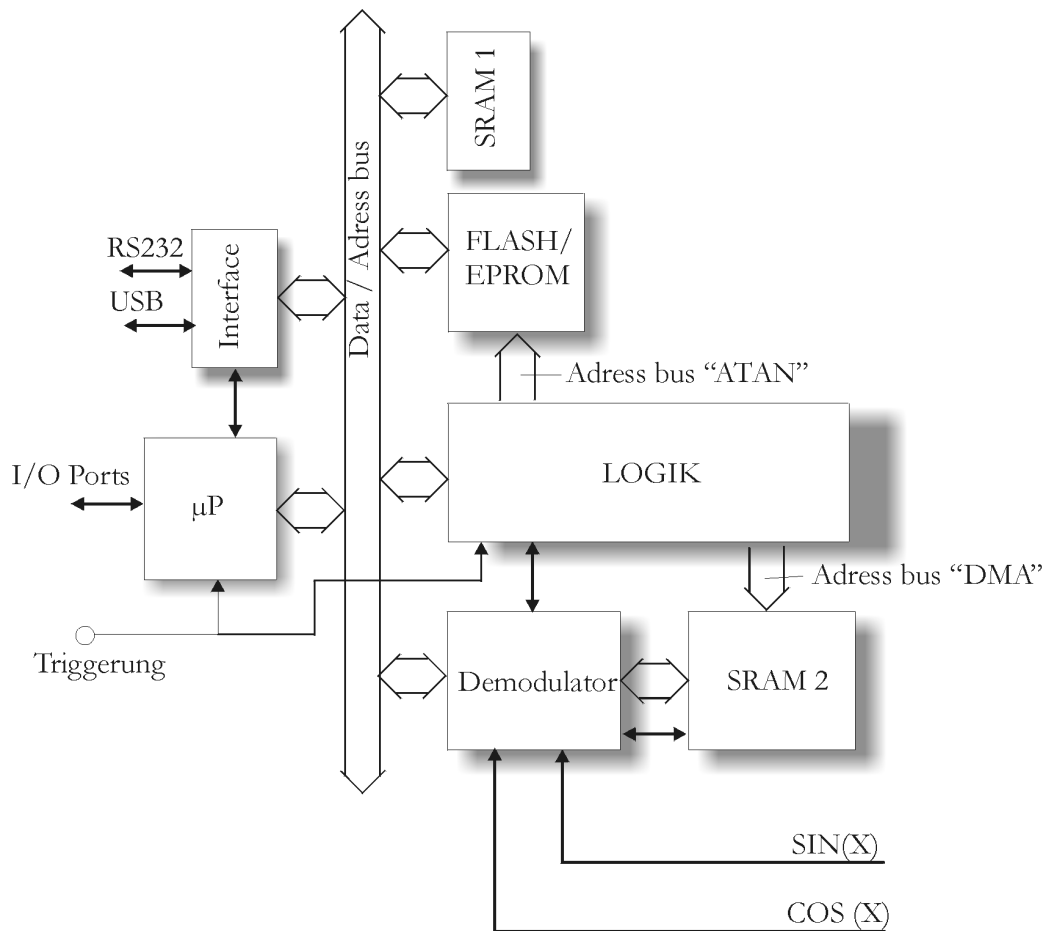 SRAM 1
Data / Adress bus
FLASH/
EPROM
RS232
USB
Interface
Adress bus “ATAN”
LOGIK
I/O Ports
µP
Adress bus “DMA”
Triggerung
Demodulator
SRAM 2
SIN(X)
COS (X)